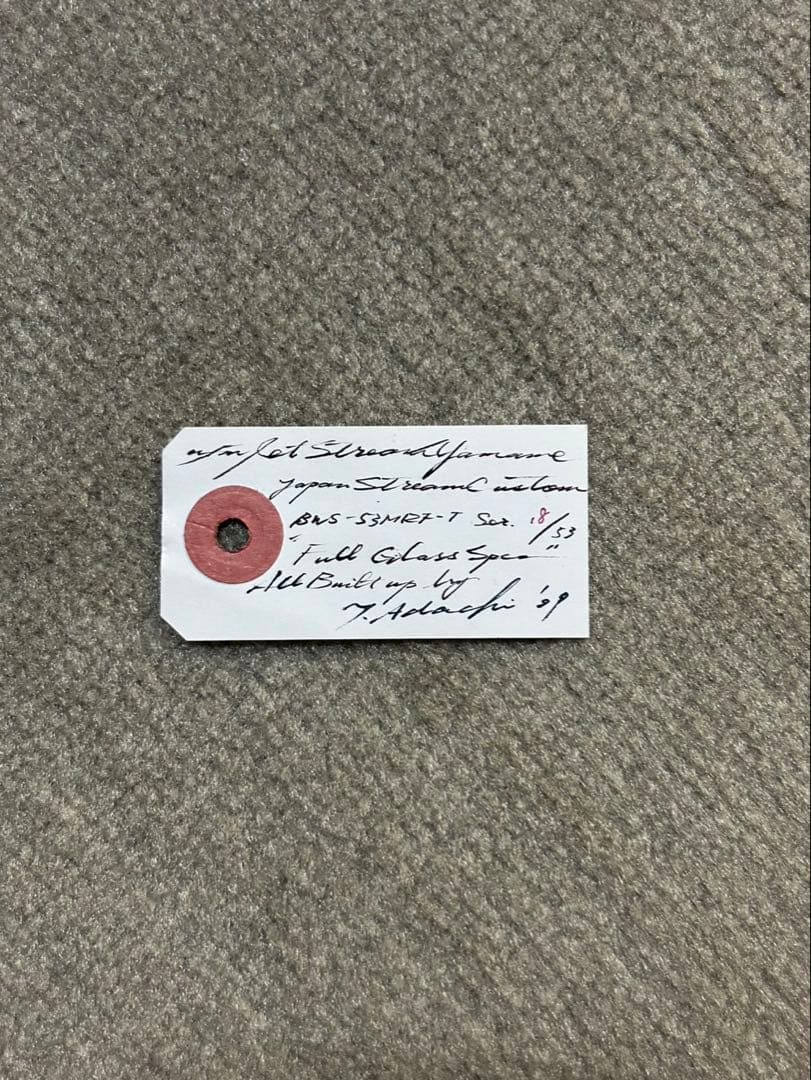 Jet Stream Yamame
Japan Stream Custom
BWS-53MRF-T Ser. 18/53
"Full Glass Spec"
All Built up by
T. Adachi '09